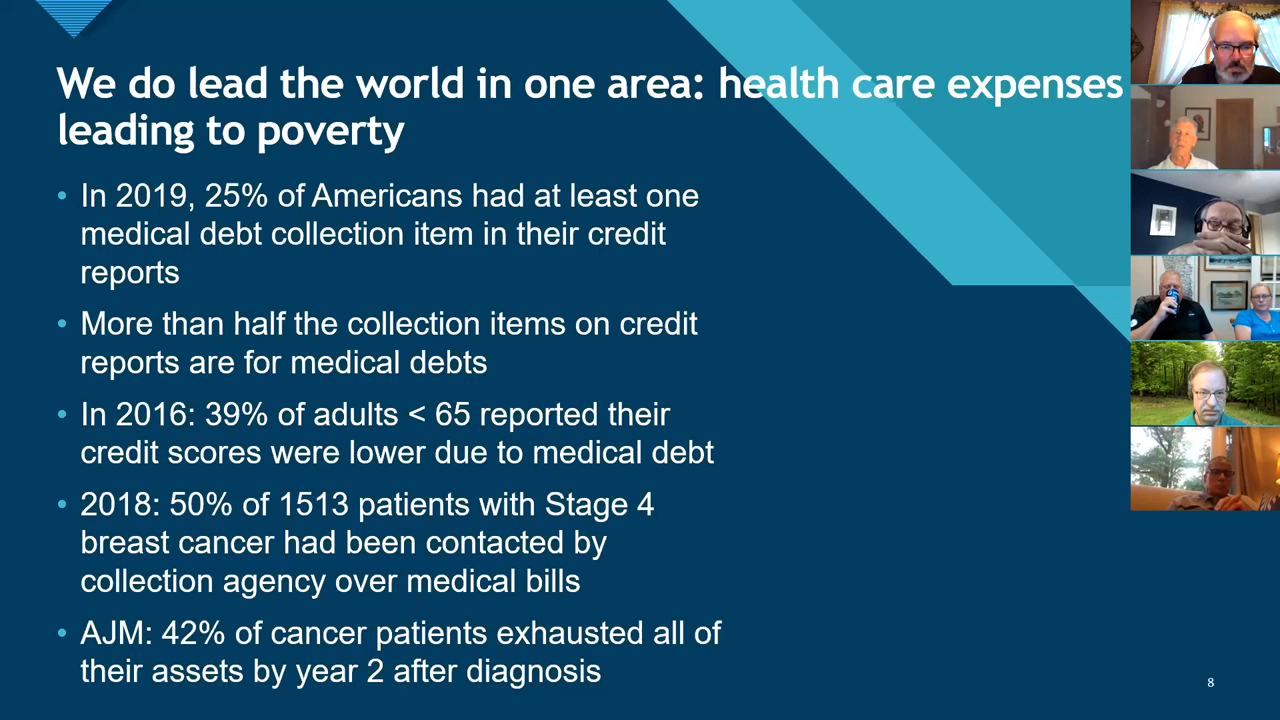 We do lead the world in one area: health care expenses
leading to poverty
• In 2019, 25% of Americans had at least one
medical debt collection item in their credit
reports
• More than half the collection items on credit
reports are for medical debts
• In 2016: 39% of adults < 65 reported their
credit scores were lower due to medical debt
• 2018: 50% of 1513 patients with Stage 4
breast cancer had been contacted by
collection agency over medical bills
• AJM: 42% of cancer patients exhausted all of
their assets by year 2 after diagnosis
8